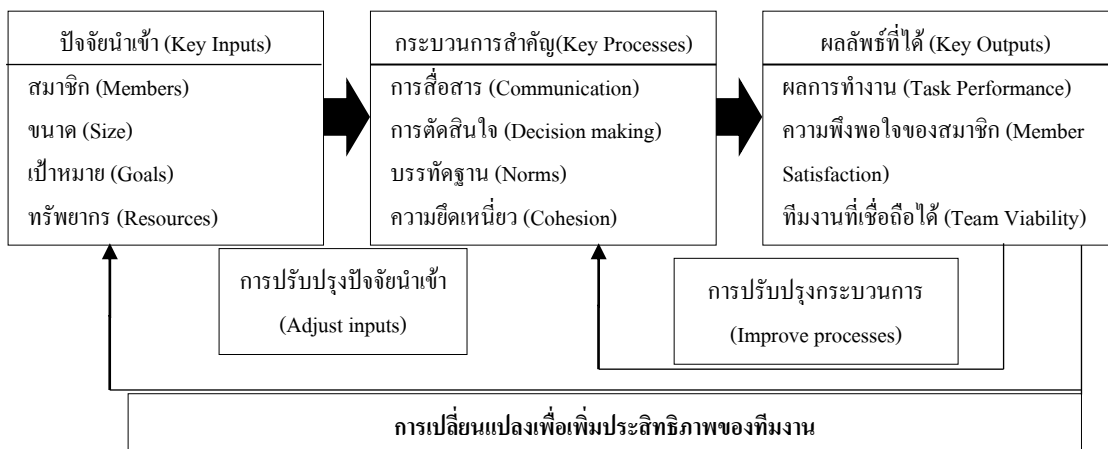 ปัจจัยนำเข้า (Key Inputs)
สมาชิก (Members)
ขนาด (Size)
เป้าหมาย (Goals)
ทรัพยากร (Resources)
กระบวนการสำคัญ(Key Processes)
การสื่อสาร (Communication)
การตัดสินใจ (Decision making)
บรรทัดฐาน (Norms)
ความยึดเหนี่ยว (Cohesion)
ผลลัพธ์ที่ได้ (Key Outputs)
ผลการทำงาน (Task Performance)
ความพึงพอใจของสมาชิก (Member
Satisfaction)
ทีมงานที่เชื่อถือได้ (Team Viability)
การปรับปรุงปัจจัยนำเข้า
(Adjust inputs)
การปรับปรุงกระบวนการ
(Improve processes)
การเปลี่ยนแปลงเพื่อเพิ่มประสิทธิภาพของทีมงาน